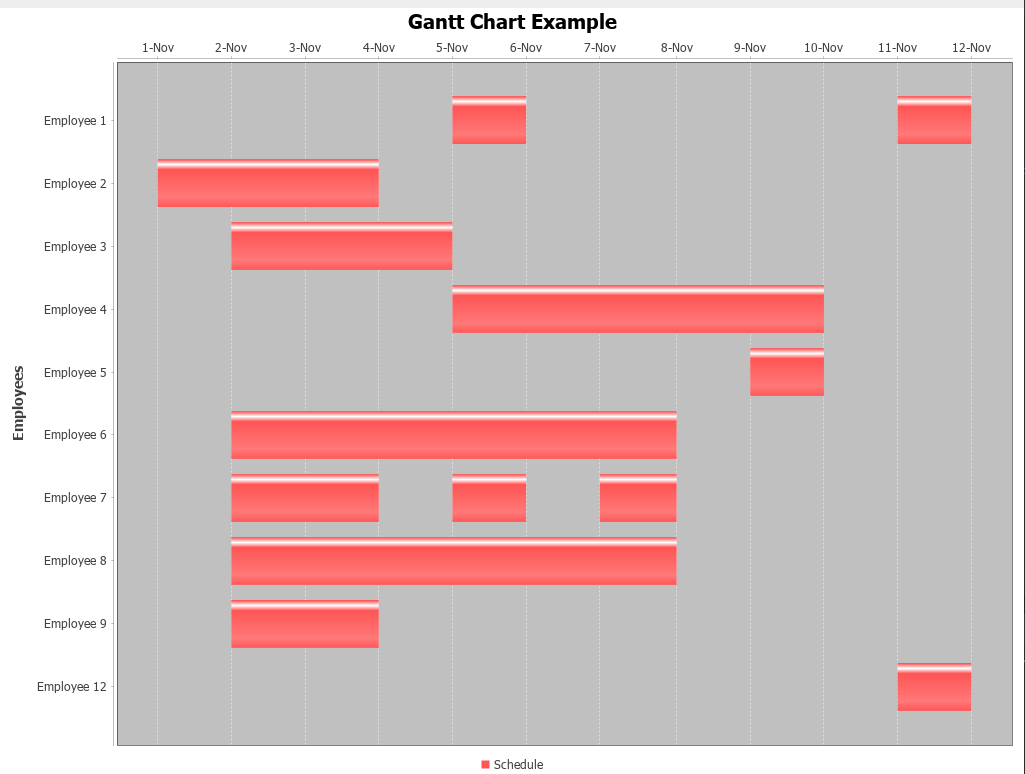 Gantt Chart Example
1-Nov 2-Nov 3-Nov 4-Nov 5-Nov 6-Nov 7-Nov 8-Nov 9-Nov 10-Nov 11-Nov 12-Nov
Employees
Employee 1
Employee 2
Employee 3
Employee 4
Employee 5
Employee 6
Employee 7
Employee 8
Employee 9
Employee 12
Schedule